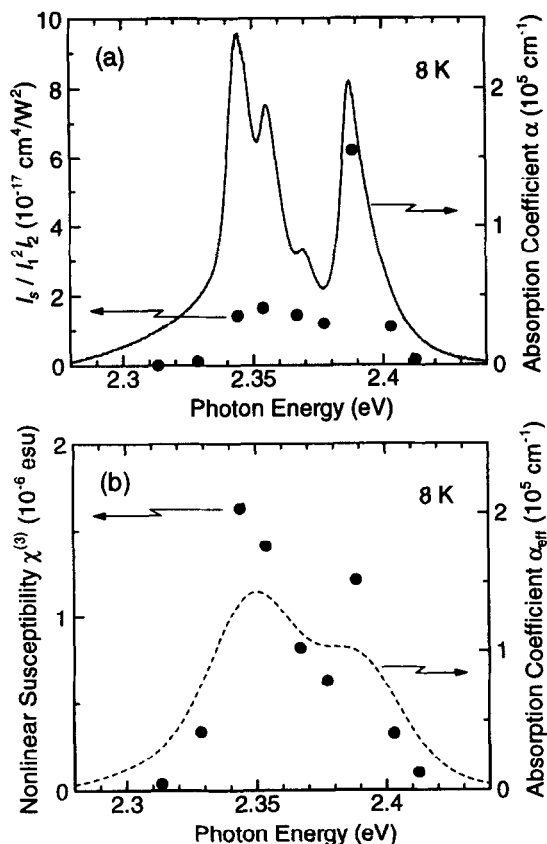 (a)
8 K
10
8
6
4
2
0
2
1
0
I_s / I_1^2 I_2 (10^-17 cm^4/W^2)
Absorption Coefficient α (10^5 cm^-1)
2.3
2.35
2.4
Photon Energy (eV)
(b)
8 K
2
1
0
2
1
0
Nonlinear Susceptibility χ^(3) (10^-6 esu)
Absorption Coefficient α_eff (10^5 cm^-1)
2.3
2.35
2.4
Photon Energy (eV)